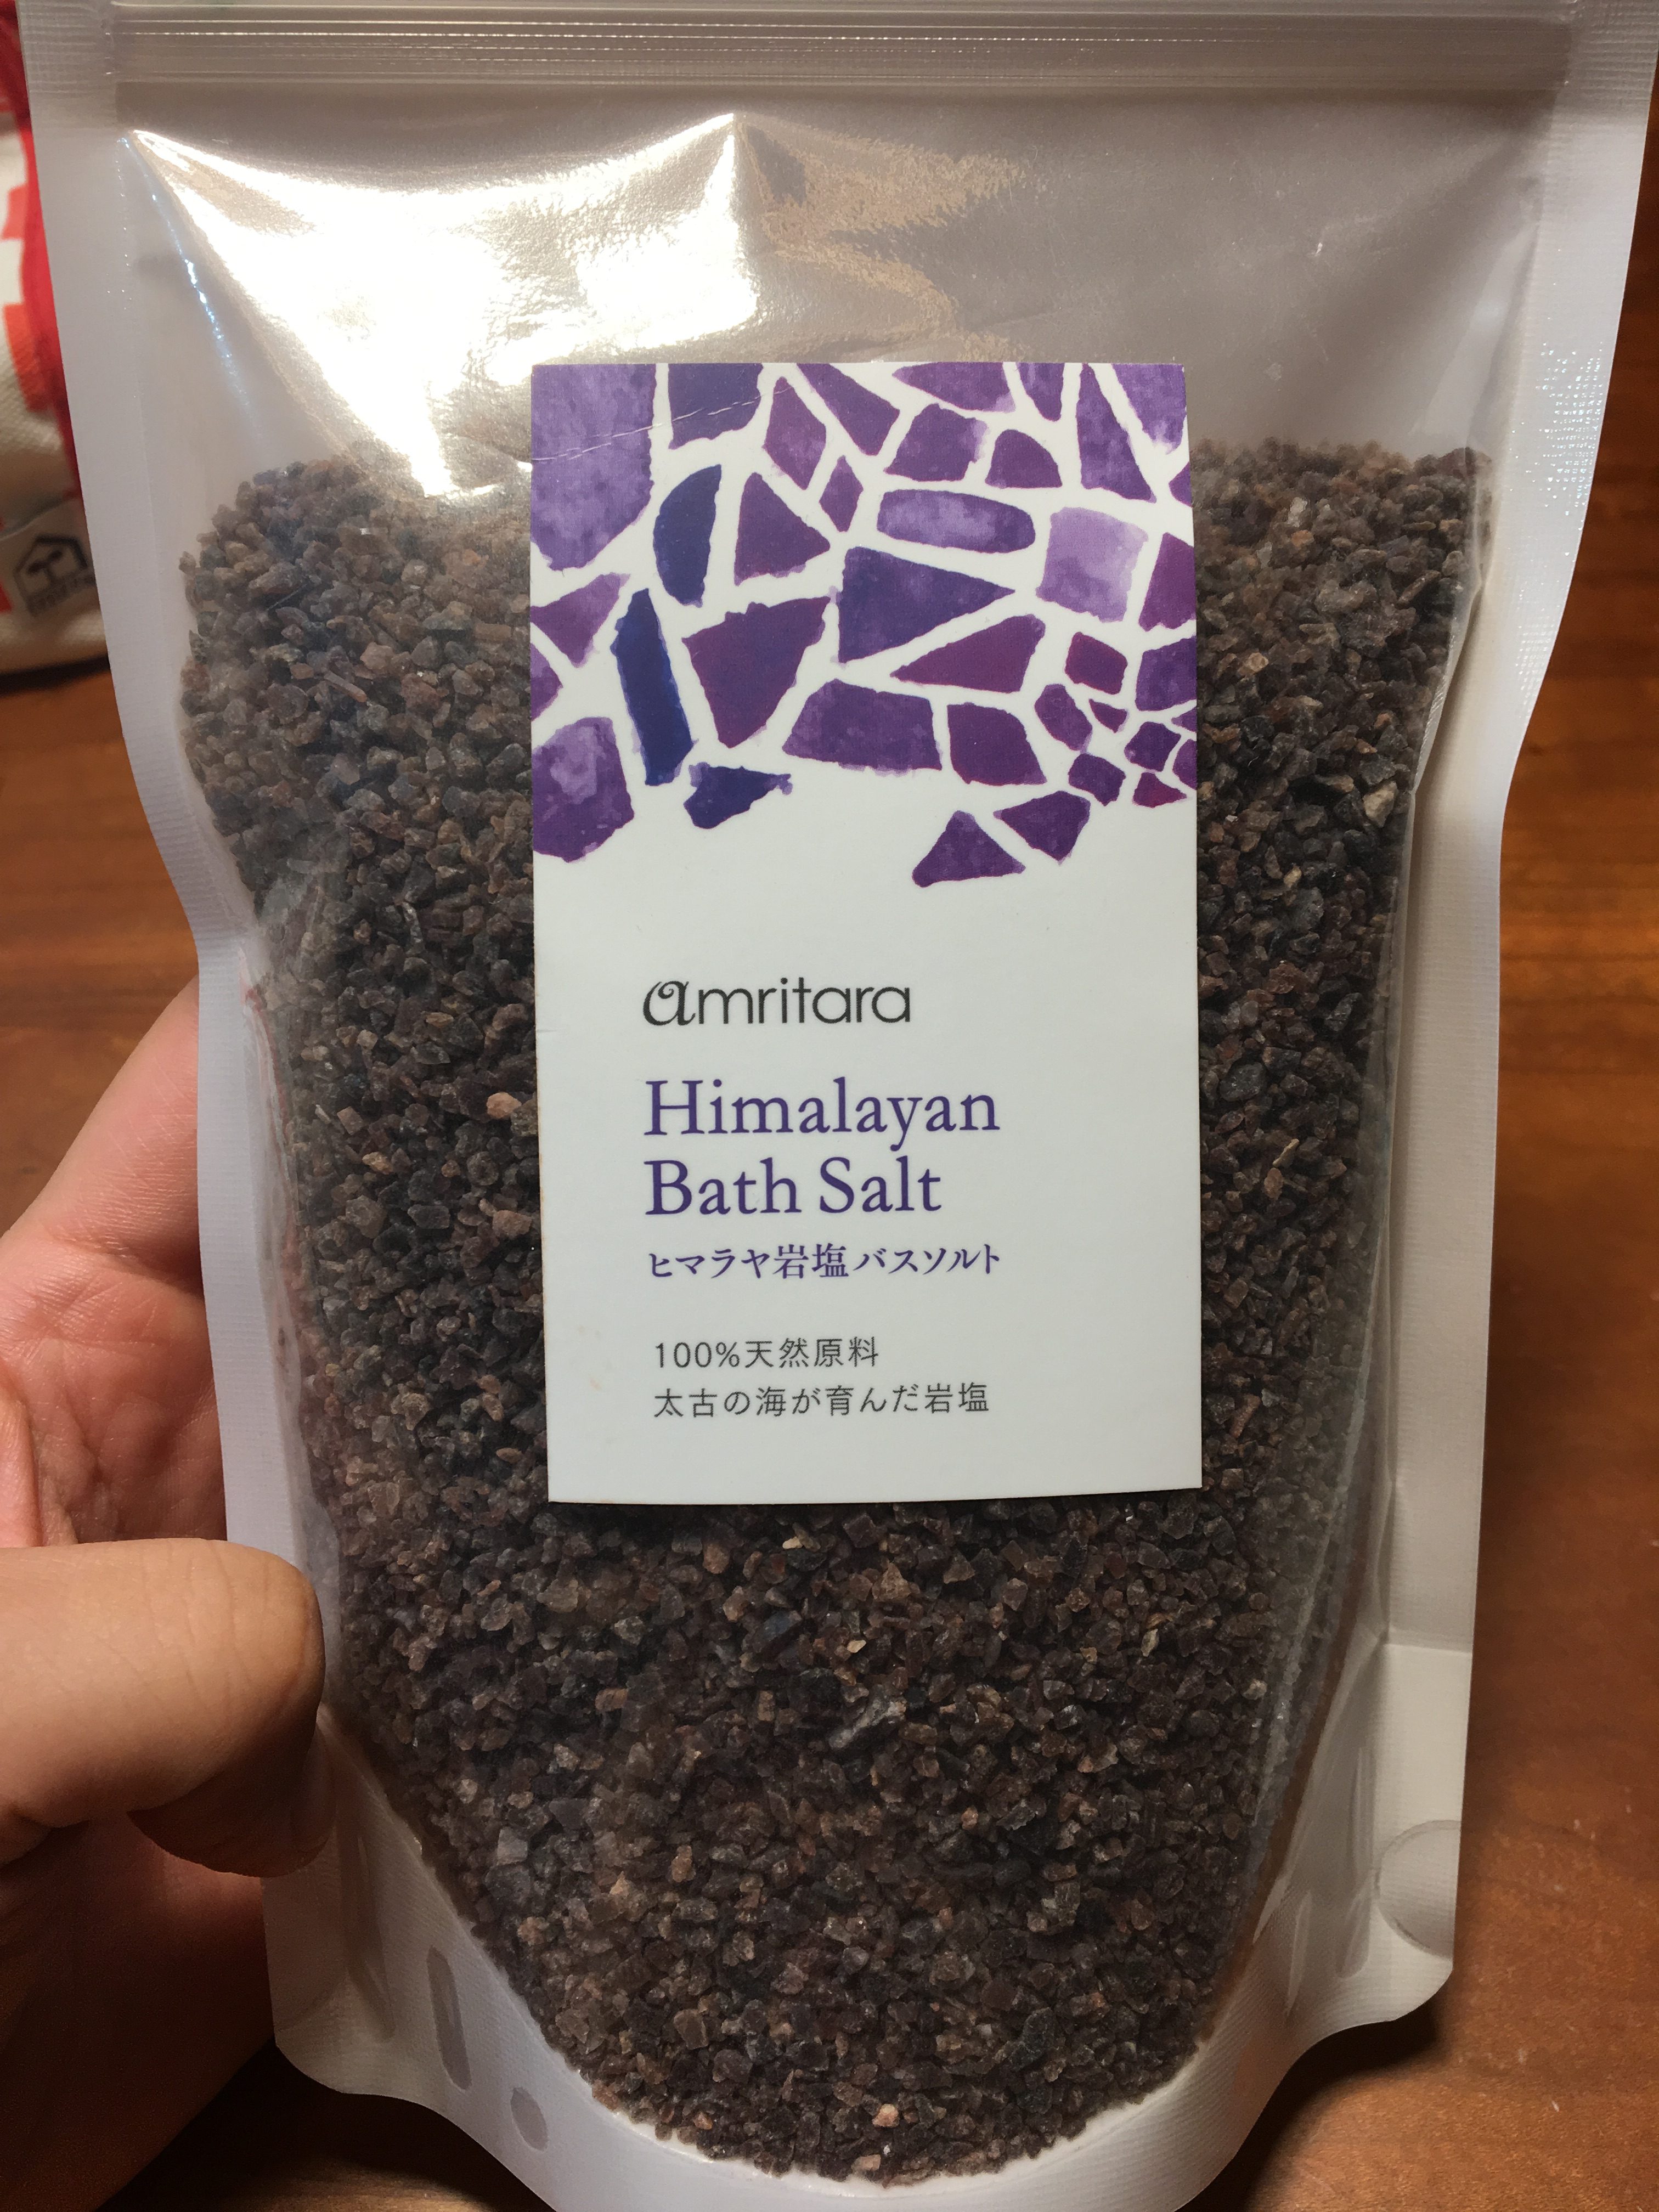 amritara
Himalayan
Bath Salt
ヒマラヤ岩塩バスソルト
100%天然原料
太古の海が育んだ岩塩